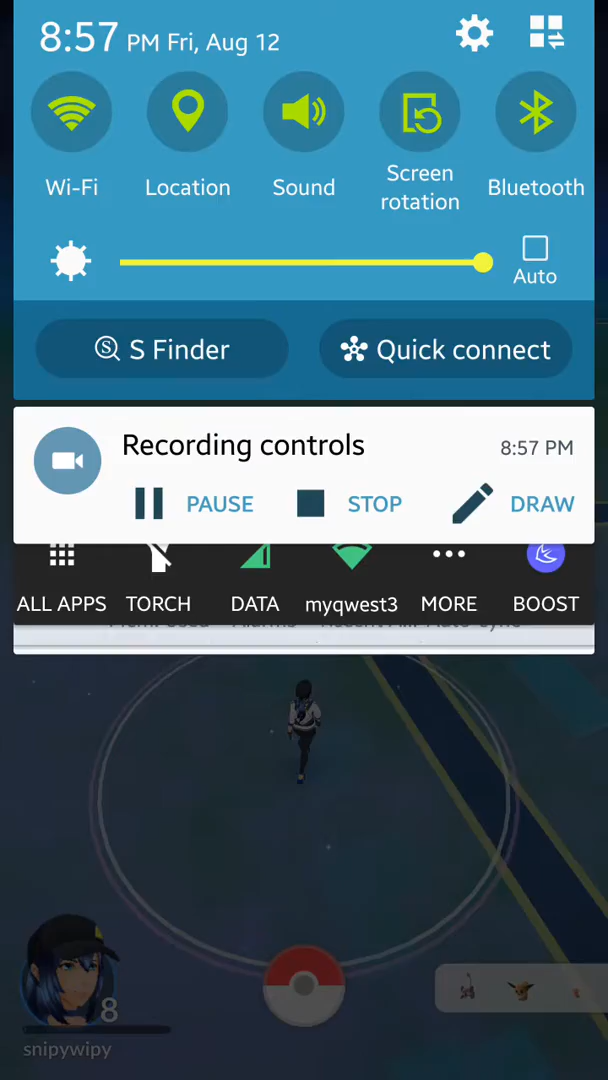 8:57 PM Fri, Aug 12
Wi-Fi
Location
Sound
Screen
rotation
Bluetooth
Auto
S Finder
Quick connect
Recording controls
8:57 PM
PAUSE
STOP
DRAW
ALL APPS
TORCH
DATA
myqwest3
MORE
BOOST
8
snipywipy